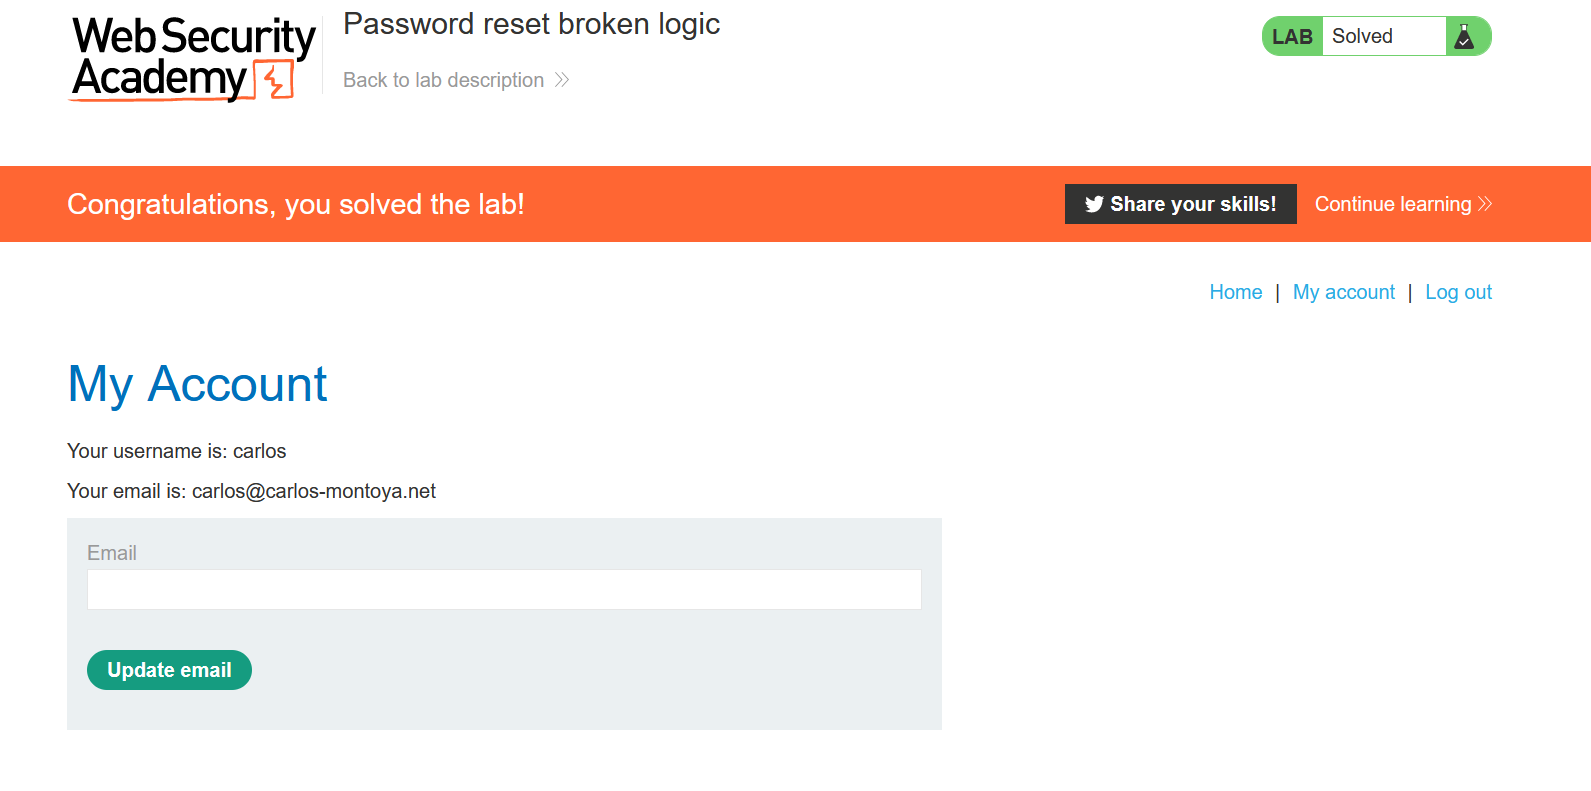 Web Security
Academy
Password reset broken logic
Back to lab description
LAB Solved
Congratulations, you solved the lab!
Share your skills!
Continue learning
Home | My account | Log out
My Account
Your username is: carlos
Your email is: carlos@carlos-montoya.net
Email
Update email